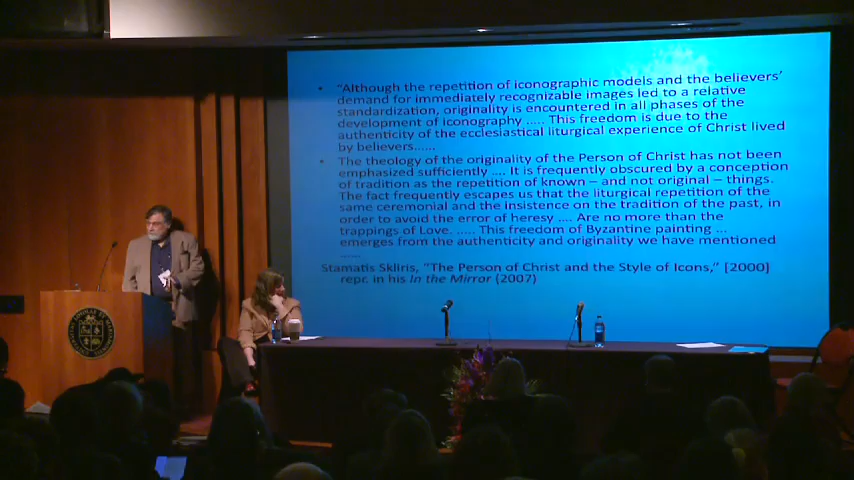 • “Although the repetition of iconographic models and the believers’
demand for immediately recognizable images led to a relative
standardization, originality is encountered in all phases of the
development of iconography ..... This freedom is due to the
authenticity of the ecclesiastical liturgical experience of Christ lived
by believers......
• The theology of the originality of the Person of Christ has not been
emphasized sufficiently .... It is frequently obscured by a conception
of tradition as the repetition of known – and not original – things.
The fact frequently escapes us that the liturgical repetition of the
same ceremonial and the insistence on the tradition of the past, in
order to avoid the error of heresy .... Are no more than the
trappings of Love. ..... This freedom of Byzantine painting ...
emerges from the authenticity and originality we have mentioned
.....
Stamatis Skliris, “The Person of Christ and the Style of Icons,” [2000]
repr. in his In the Mirror (2007)